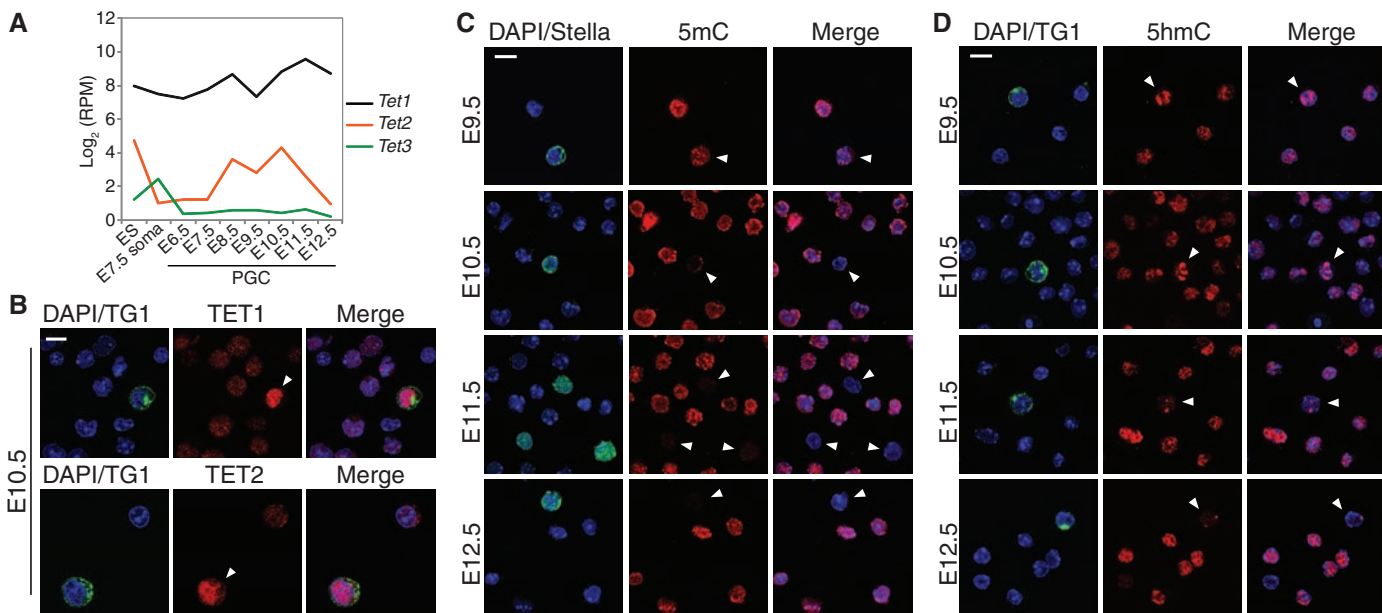 A
12
10
8
6
4
2
0
Log2 (RPM)
ES
E7.5 soma
E6.5
E7.5
E8.5
E9.5
E10.5
E11.5
E12.5
PGC
Tet1
Tet2
Tet3
B
DAPI/TG1 TET1 Merge
E10.5
DAPI/TG1 TET2 Merge
C
DAPI/Stella 5mC Merge
E9.5
E10.5
E11.5
E12.5
D
DAPI/TG1 5hmC Merge
E9.5
E10.5
E11.5
E12.5